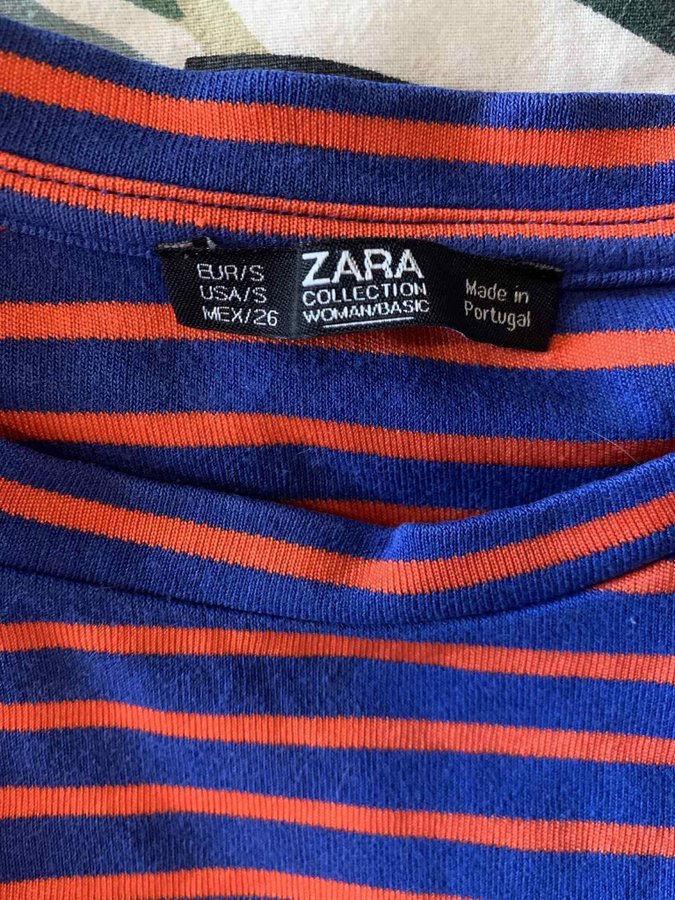 EUR/S
USA/S
MEX/26
ZARA
COLLECTION
WOMAN/BASIC
Made in
Portugal